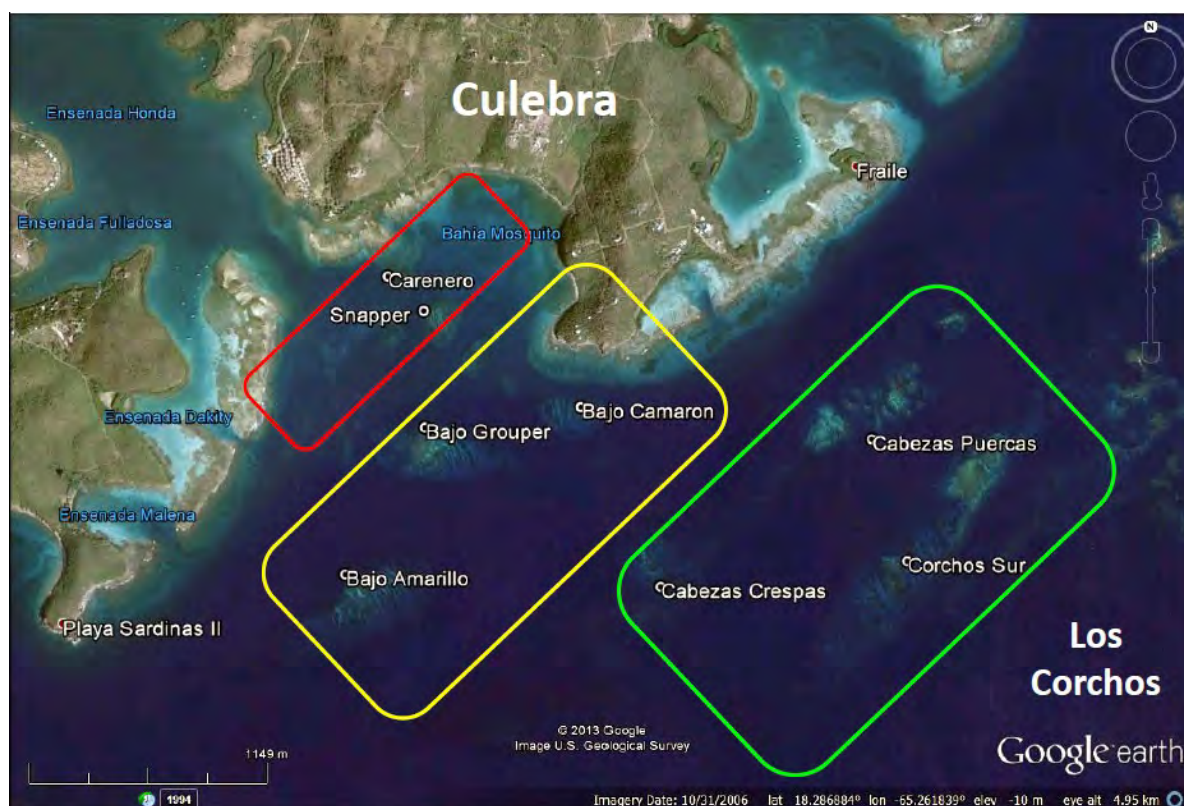 N
Culebra
Ensenada Honda
Fraile
Ensenada Fulladosa
Bahía Mosquito
Carenero
Snapper
Ensenada Dakity
Bajo Camaron
Bajo Grouper
Cabezas Puercas
Ensenada Malena
Corchos Sur
Bajo Amarillo
Cabezas Crespas
Playa Sardinas II
Los
Corchos
© 2013 Google
Image U.S. Geological Survey
1149 m
Google earth
1994
Imagery Date: 10/31/2006 lat 18.286884° lon -65.261839° elev -10 m eye alt 4.95 km